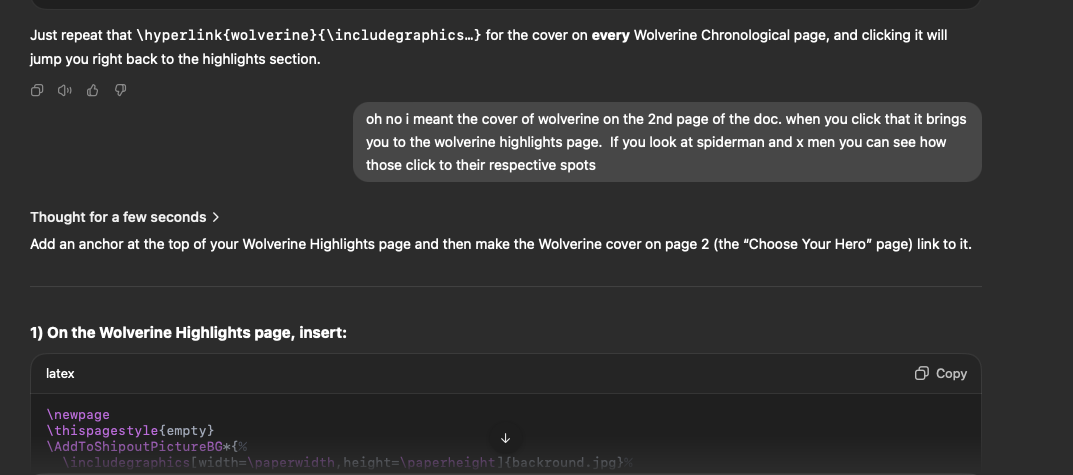 Just repeat that \hyperlink{wolverine}{\includegraphics…} for the cover on every Wolverine Chronological page, and clicking it will
jump you right back to the highlights section.
oh no i meant the cover of wolverine on the 2nd page of the doc. when you click that it brings
you to the wolverine highlights page.  If you look at spiderman and x men you can see how
those click to their respective spots
Thought for a few seconds >
Add an anchor at the top of your Wolverine Highlights page and then make the Wolverine cover on page 2 (the “Choose Your Hero” page) link to it.
1) On the Wolverine Highlights page, insert:
latex
Copy
\newpage
\thispagestyle{empty}
\AddToShipoutPictureBG*{%
\includegraphics[width=\paperwidth,height=\paperheight]{backround.jpg}%